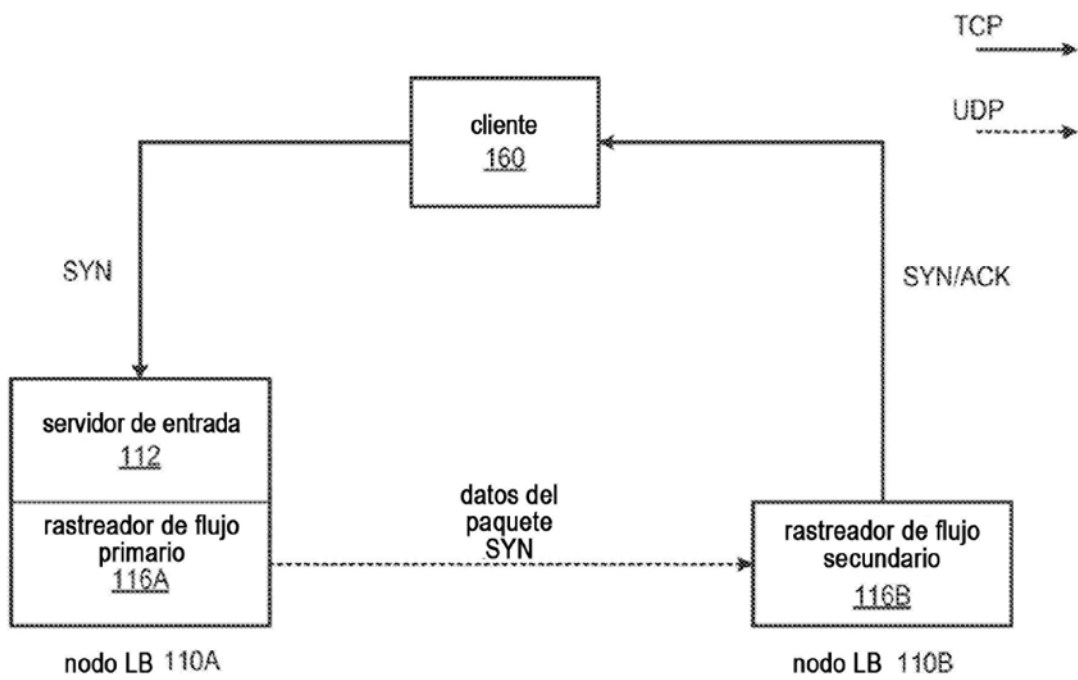 TCP
UDP
cliente
160
SYN
SYN/ACK
servidor de entrada
112
rastreador de flujo
primario
116A
datos del
paquete
SYN
rastreador de flujo
secundario
116B
nodo LB 110A
nodo LB 110B